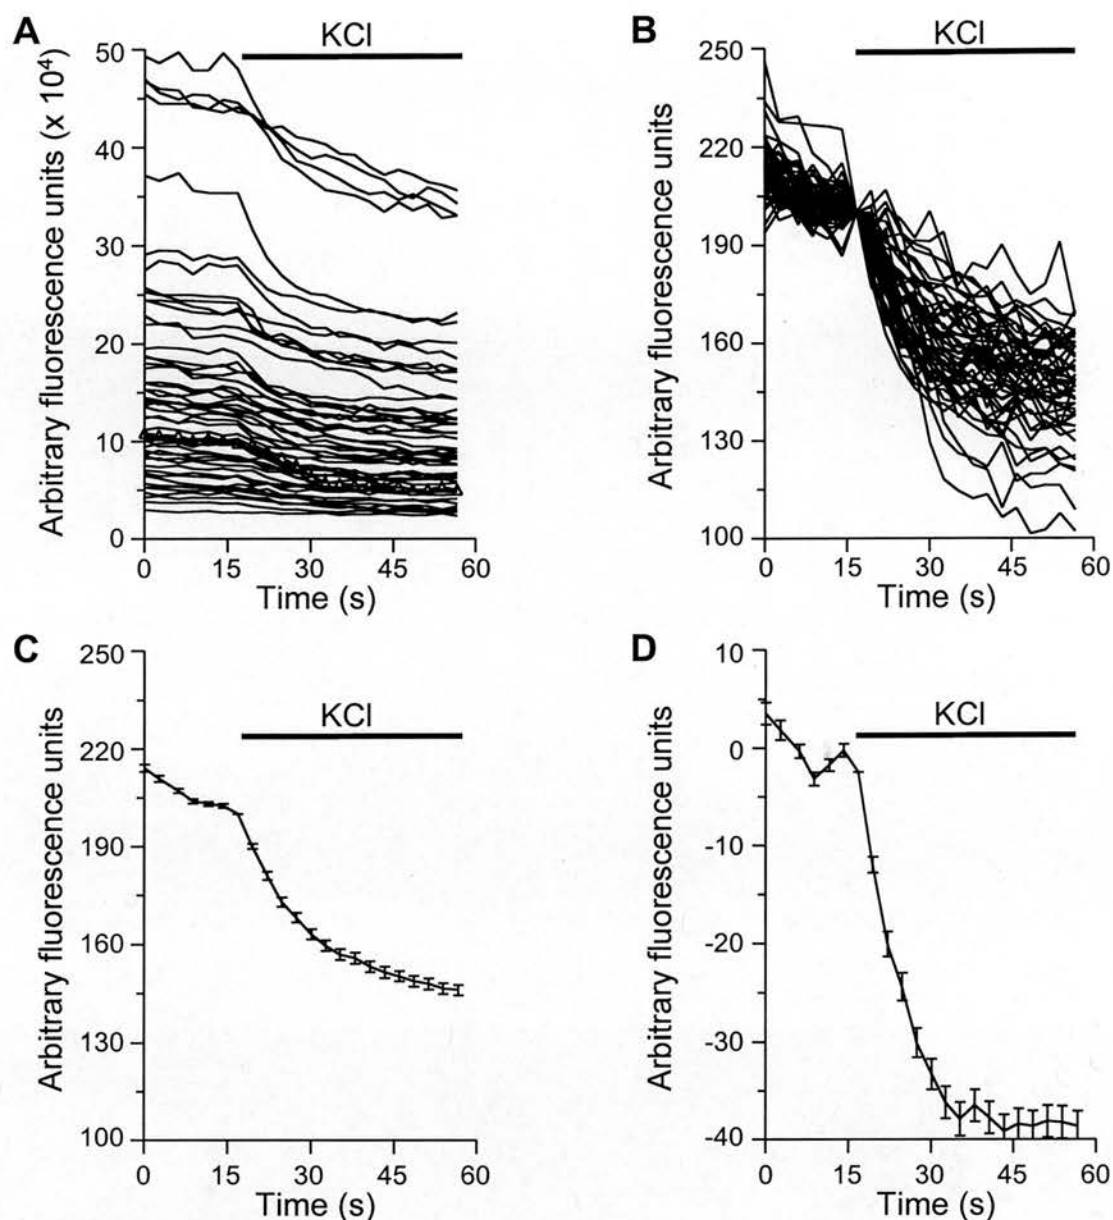 A
KCl
Arbitrary fluorescence units (x 10⁴)
50
40
30
20
10
0
0 15 30 45 60
Time (s)
B
KCl
Arbitrary fluorescence units
250
220
190
160
130
100
0 15 30 45 60
Time (s)
C
KCl
Arbitrary fluorescence units
250
220
190
160
130
100
0 15 30 45 60
Time (s)
D
KCl
Arbitrary fluorescence units
10
0
-10
-20
-30
-40
0 15 30 45 60
Time (s)